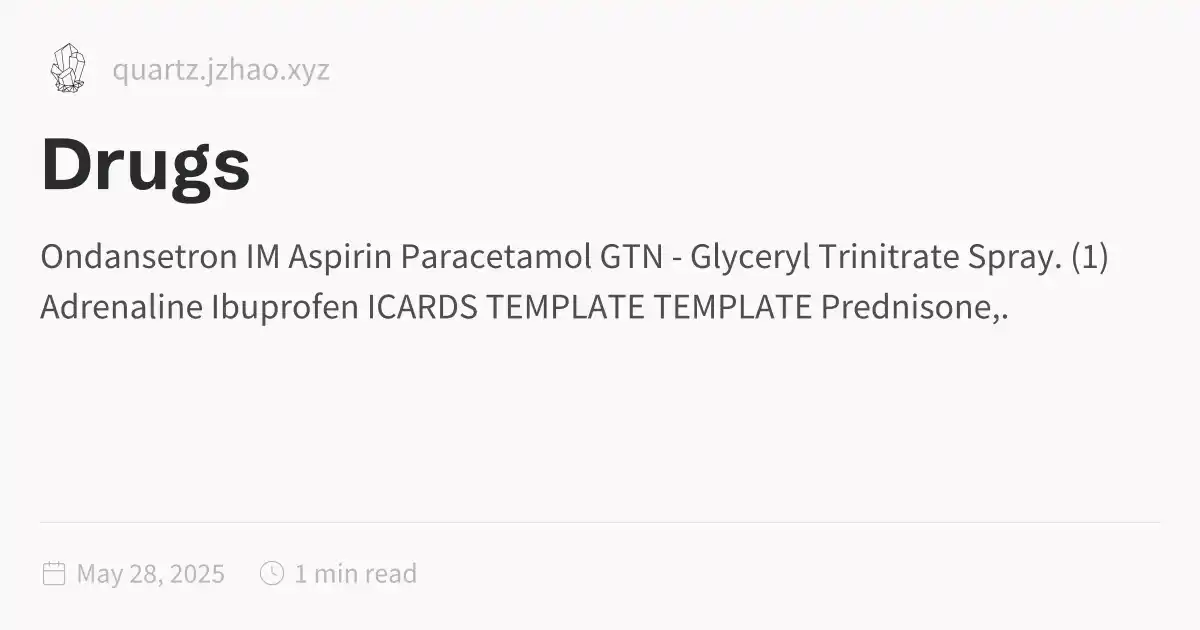 quartz.jzhao.xyz
Drugs
Ondansetron IM Aspirin Paracetamol GTN - Glyceryl Trinitrate Spray. (1)
Adrenaline Ibuprofen ICARDS TEMPLATE TEMPLATE Prednisone,.
May 28, 2025 1 min read